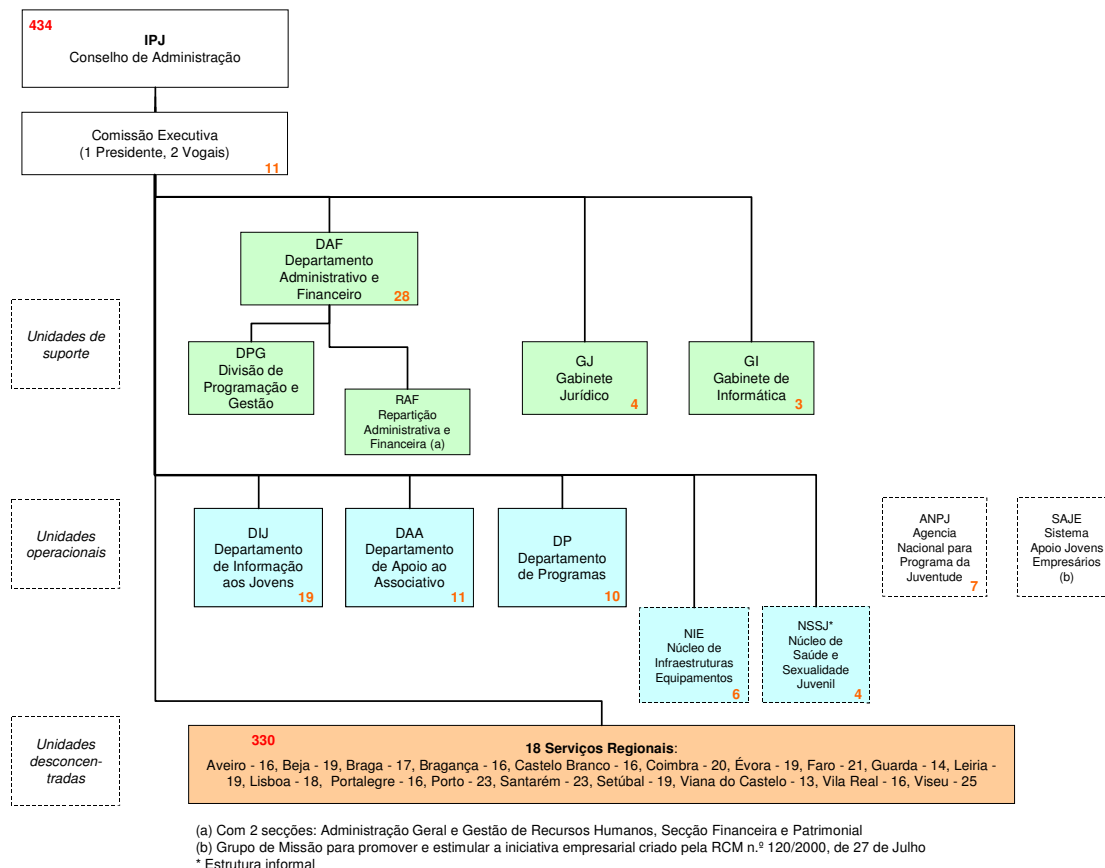 434
IPJ
Conselho de Administração
Comissão Executiva
(1 Presidente, 2 Vogais)
11
DAF
Departamento
Administrativo e
Financeiro
28
Unidades de
suporte
DPG
Divisão de
Programação e
Gestão
RAF
Repartição
Administrativa e
Financeira (a)
GJ
Gabinete
Jurídico
4
GI
Gabinete de
Informática
3
Unidades
operacionais
DIJ
Departamento
de Informação
aos Jovens
19
DAA
Departamento
de Apoio ao
Associativo
11
DP
Departamento
de Programas
10
NIE
Núcleo de
Infraestruturas
Equipamentos
6
NSSJ*
Núcleo de
Saúde e
Sexualidade
Juvenil
4
ANPJ
Agencia
Nacional para
Programa da
Juventude
7
SAJE
Sistema
Apoio Jovens
Empresários
(b)
Unidades
desconcen-
tradas
330
18 Serviços Regionais:
Aveiro - 16, Beja - 19, Braga - 17, Bragança - 16, Castelo Branco - 16, Coimbra - 20, Évora - 19, Faro - 21, Guarda - 14, Leiria -
19, Lisboa - 18, Portalegre - 16, Porto - 23, Santarém - 23, Setúbal - 19, Viana do Castelo - 13, Vila Real - 16, Viseu - 25
(a) Com 2 secções: Administração Geral e Gestão de Recursos Humanos, Secção Financeira e Patrimonial
(b) Grupo de Missão para promover e estimular a iniciativa empresarial criado pela RCM n.º 120/2000, de 27 de Julho
* Estrutura informal